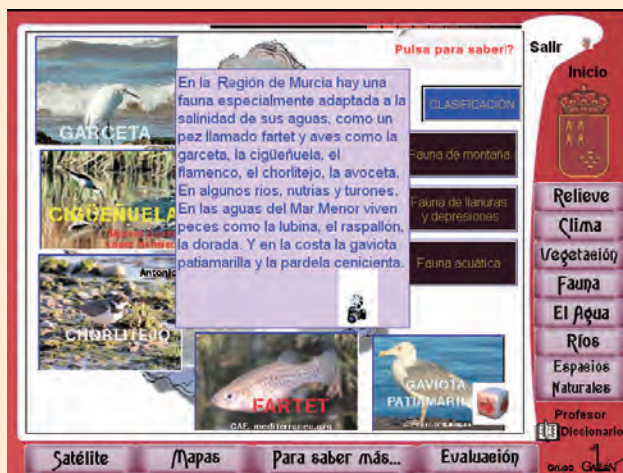 Pulsa para saber!?
Salir
Inicio
GARCETA
En la Región de Murcia hay una
fauna especialmente adaptada a la
salinidad de sus aguas, como un
pez llamado fartet y aves como la
garceta, la cigüeñuela, el
flamenco, el chorlitejo, la avoceta.
En algunos ríos, nutrias y turones.
En las aguas del Mar Menor viven
peces como la lubina, el raspallón,
la dorada. Y en la costa la gaviota
patiamarilla y la pardela cenicienta.
CLASIFICACIÓN
Fauna de montaña
Fauna de llanuras
y depresiones
Fauna acuática
CIGÜEÑUELA
Antonio
CHORLITEJO
FARTET
GAE. mediterranea.org
GAVIOTA
Relieve
Clima
Vegetación
Fauna
El Agua
Ríos
Espacios
Naturales
Profesor
Diccionario
Satélite
Mapas
Para saber más...
Evaluación